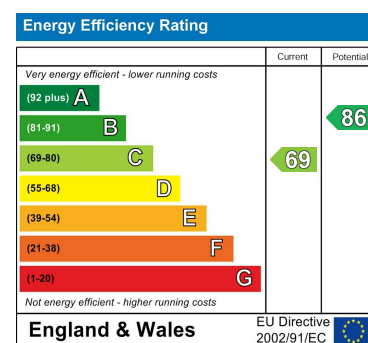 Energy Efficiency Rating
Current Potential
Very energy efficient - lower running costs
(92 plus) A
(81-91) B
(69-80) C
(55-68) D
(39-54) E
(21-38) F
(1-20) G
86
69
Not energy efficient - higher running costs
England & Wales
EU Directive
2002/91/EC